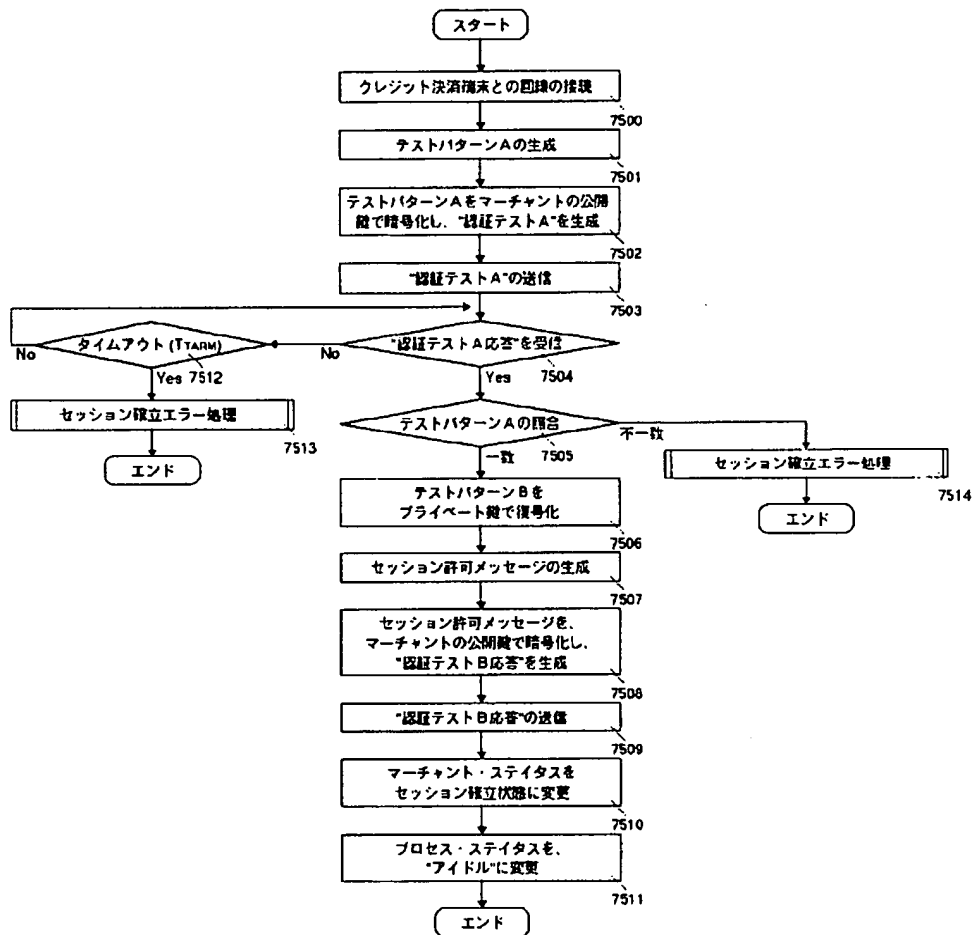 スタート
クレジット決済端末との回線の接続
7500
テストパターンAの生成
7501
テストパターンAをマーチャントの公開
鍵で暗号化し、“認証テストA”を生成
7502
“認証テストA”の送信
7503
“認証テストA応答”を受信
7504
No
Yes
タイムアウト (TTARM)
7512
No
Yes
セッション確立エラー処理
7513
エンド
テストパターンAの照合
7505
不一致
一致
セッション確立エラー処理
7514
エンド
テストパターンBを
プライベート鍵で復号化
7506
セッション許可メッセージの生成
7507
セッション許可メッセージを、
マーチャントの公開鍵で暗号化し、
“認証テストB応答”を生成
7508
“認証テストB応答”の送信
7509
マーチャント・ステイタスを
セッション確立状態に変更
7510
プロセス・ステイタスを、
“アイドル”に変更
7511
エンド